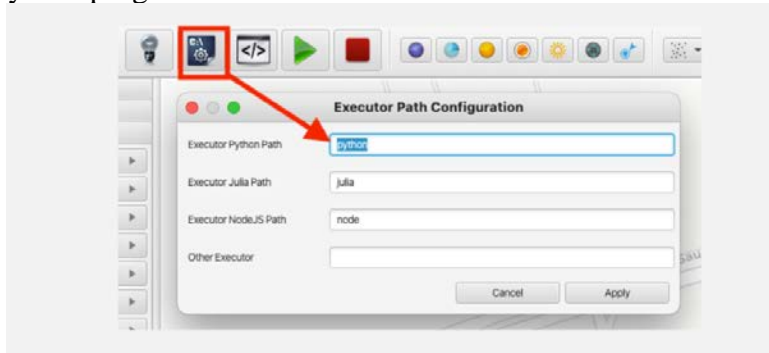 C:\
</>
Executor Path Configuration
Executor Python Path
python
Executor Julia Path
julia
Executor NodeJS Path
node
Other Executor
Cancel
Apply